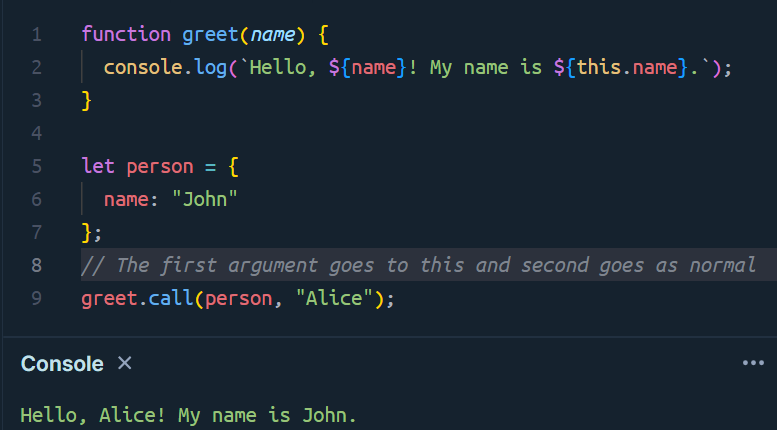 1 function greet(name) {
2 console.log(`Hello, ${name}! My name is ${this.name}.`);
3 }
4
5 let person = {
6 name: "John"
7 };
8 // The first argument goes to this and second goes as normal
9 greet.call(person, "Alice");
Console ✕ •••
Hello, Alice! My name is John.